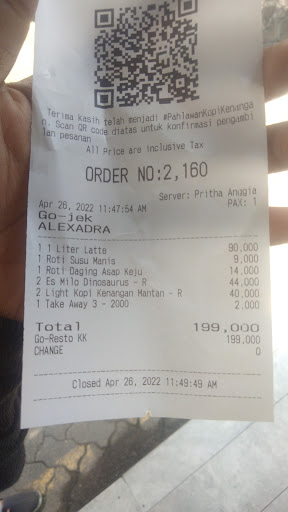 Terima kasih telah menjadi #PahlawanKopiKenanga
n. Scan QR code diatas untuk konfirmasi pengambi
lan pesanan
All Price are inclusive Tax
ORDER NO:2,160
Server: Pritha Anggia
Apr 26, 2022 11:47:54 AM PAX: 1
Go-jek
ALEXADRA
1 1 Liter Latte 90,000
1 Roti Susu Manis 9,000
1 Roti Daging Asap Keju 14,000
2 Es Milo Dinosaurus - R 44,000
2 Light Kopi Kenangan Mantan - R 40,000
1 Take Away 3 - 2000 2,000
Total 199,000
Go-Resto KK 199,000
CHANGE 0
Closed Apr 26, 2022 11:49:49 AM